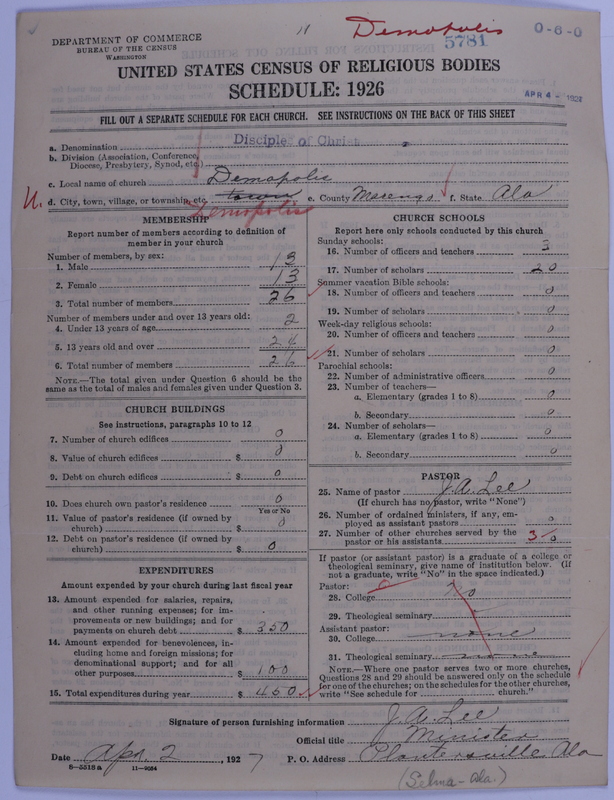 11 Demopolis
DEPARTMENT OF COMMERCE 5781 0-6-0
BUREAU OF THE CENSUS
WASHINGTON
UNITED STATES CENSUS OF RELIGIOUS BODIES
SCHEDULE: 1926 APR 4 - 1927
FILL OUT A SEPARATE SCHEDULE FOR EACH CHURCH. SEE INSTRUCTIONS ON THE BACK OF THIS SHEET
a. Denomination Disciples of Christ
b. Division (Association, Conference,
Diocese, Presbytery, Synod, etc.)
c. Local name of church Demopolis
U. d. City, town, village, or township, etc. town e. County Marengo f. State Ala
Demopolis
MEMBERSHIP
Report number of members according to definition of
member in your church
Number of members, by sex:
1. Male 13
2. Female 13
3. Total number of members 26
Number of members under and over 13 years old:
4. Under 13 years of age 2
5. 13 years old and over 24
6. Total number of members 26
NOTE.—The total given under Question 6 should be the
same as the total of males and females given under Question 3.
CHURCH BUILDINGS
See instructions, paragraphs 10 to 12
7. Number of church edifices 0
8. Value of church edifices $ 0
9. Debt on church edifices $ 0
10. Does church own pastor's residence 0
Yes or No
11. Value of pastor's residence (if owned by
church) $ 0
12. Debt on pastor's residence (if owned by
church) $ 0
EXPENDITURES
Amount expended by your church during last fiscal year
13. Amount expended for salaries, repairs,
and other running expenses; for im-
provements or new buildings; and for
payments on church debt $ 350
14. Amount expended for benevolences, in-
cluding home and foreign missions; for
denominational support; and for all
other purposes $ 100
15. Total expenditures during year $ 450
CHURCH SCHOOLS
Report here only schools conducted by this church
Sunday schools:
16. Number of officers and teachers 3
17. Number of scholars 20
Summer vacation Bible schools:
18. Number of officers and teachers 0
19. Number of scholars 0
Week-day religious schools:
20. Number of officers and teachers 0
21. Number of scholars 0
Parochial schools:
22. Number of administrative officers 0
23. Number of teachers—
a. Elementary (grades 1 to 8) 0
b. Secondary 0
24. Number of scholars—
a. Elementary (grades 1 to 8) 0
b. Secondary 0
PASTOR
25. Name of pastor J. A. Lee
(If church has no pastor, write "None")
26. Number of ordained ministers, if any, em-
ployed as assistant pastors 0
27. Number of other churches served by the
pastor or his assistants 3/0
If pastor (or assistant pastor) is a graduate of a college or
theological seminary, give name of institution below. (If
not a graduate, write "No" in the space indicated.)
Pastor:
28. College No
29. Theological seminary
Assistant pastor:
30. College none
31. Theological seminary
NOTE.—Where one pastor serves two or more churches,
Questions 28 and 29 should be answered only on the schedule
for one of the churches; on the schedules for the other churches,
write "See schedule for church."
Signature of person furnishing information J. A. Lee
Official title Minister
Date Apr. 2, 1927 P. O. Address Plantersville Ala
8-5518 a 11-9054
(Selma-Ala.)